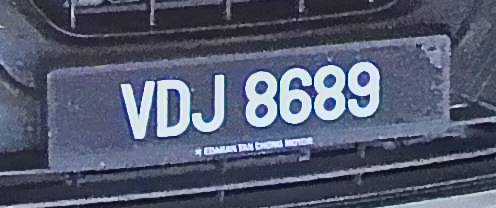 VDJ 8689
EDARAN TAN CHONG MOTOR